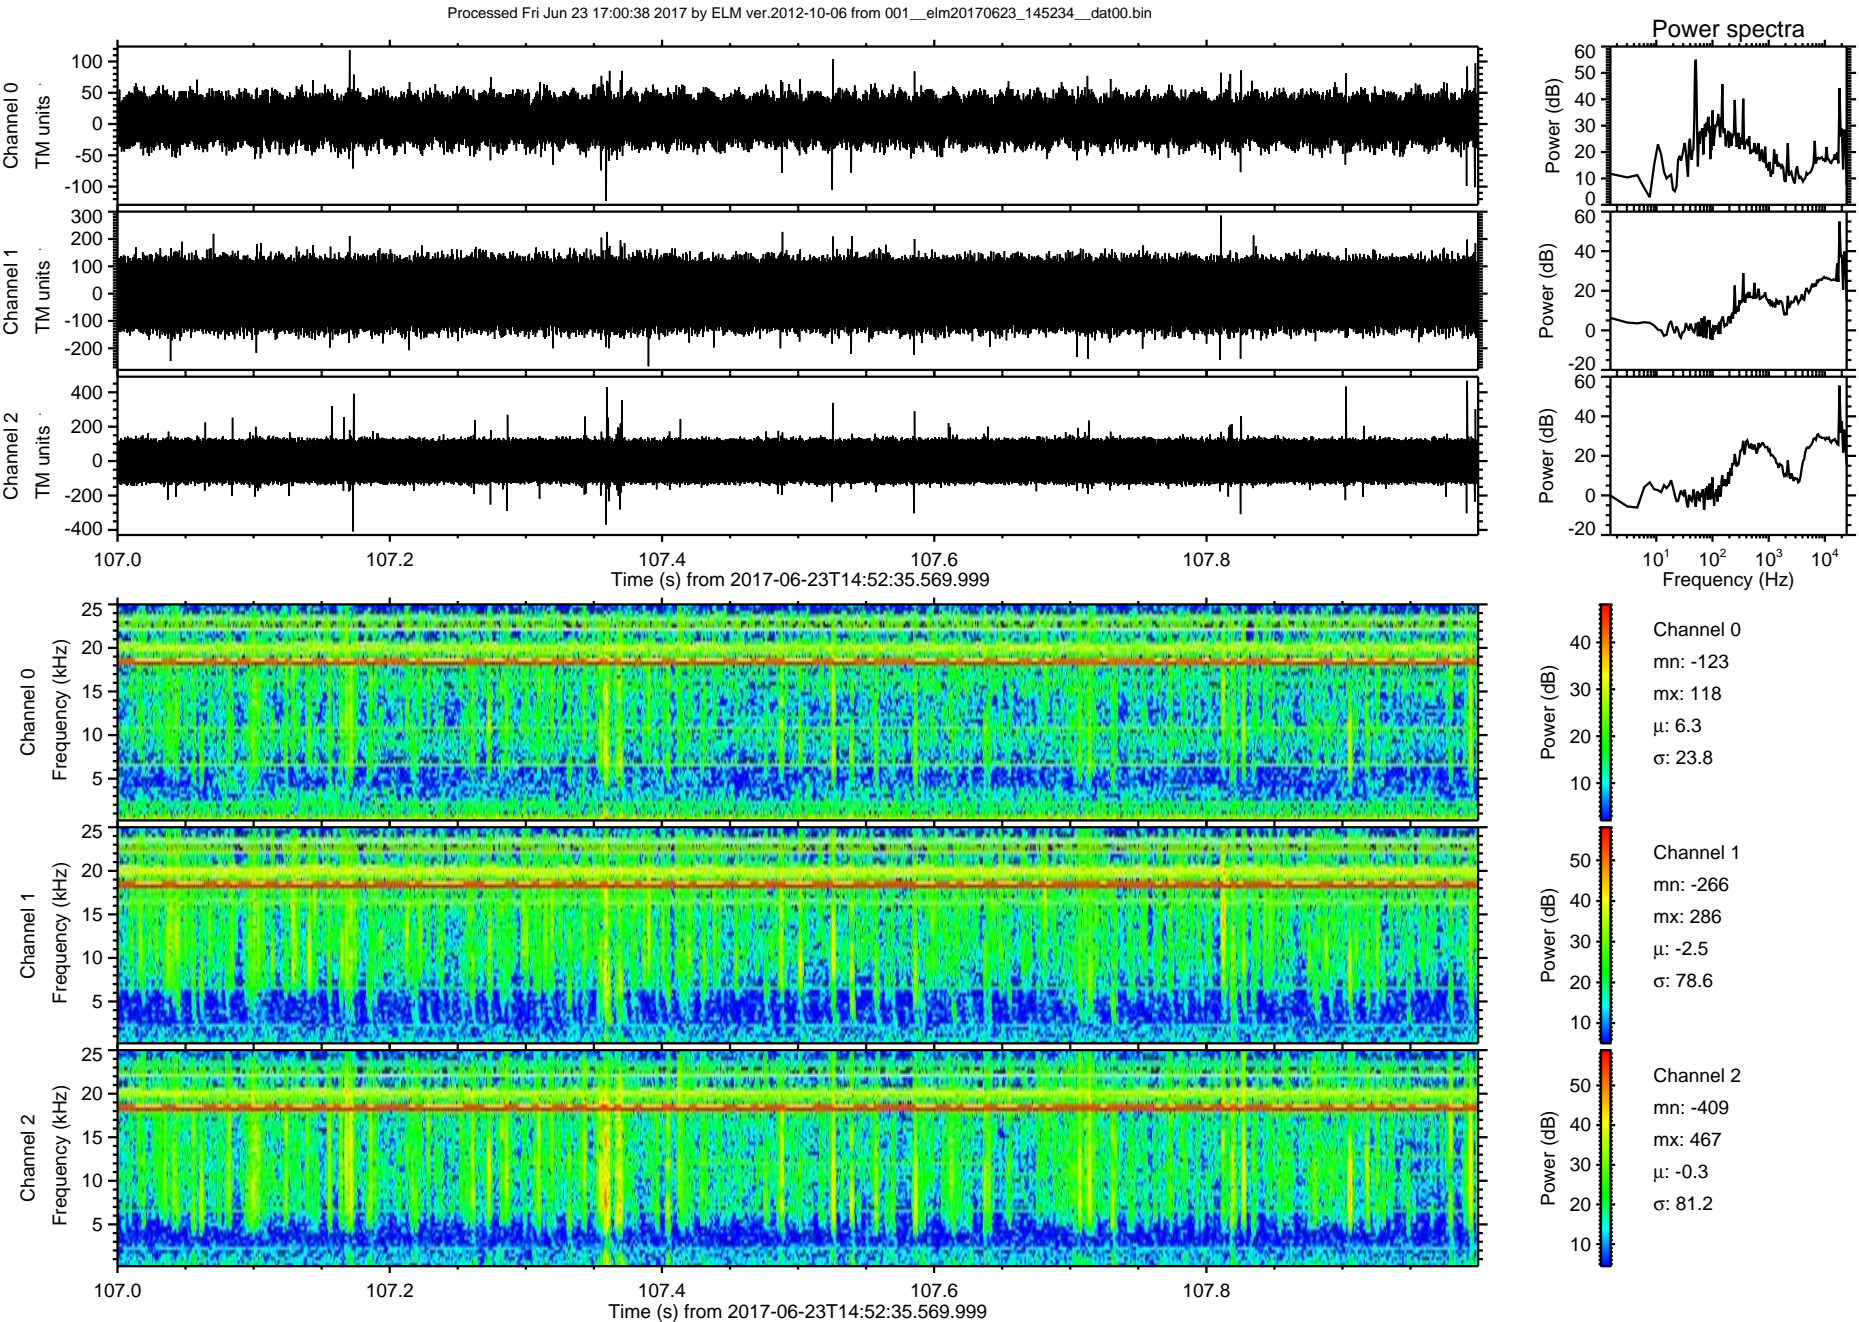 Processed Fri Jun 23 17:00:38 2017 by ELM ver.2012-10-06 from 001__elm20170623_145234__dat00.bin
Power spectra
Channel 0
TM units
100
50
0
-50
-100
Power (dB)
60
50
40
30
20
10
0
Channel 1
TM units
300
200
100
0
-100
-200
Power (dB)
60
40
20
0
-20
Channel 2
TM units
400
200
0
-200
-400
Power (dB)
60
40
20
0
-20
107.0 107.2 107.4 107.6 107.8
Time (s) from 2017-06-23T14:52:35.569.999
10¹ 10² 10³ 10⁴
Frequency (Hz)
Channel 0
Frequency (kHz)
25
20
15
10
5
Power (dB)
40
30
20
10
Channel 0
mn: -123
mx: 118
μ: 6.3
σ: 23.8
Channel 1
Frequency (kHz)
25
20
15
10
5
Power (dB)
50
40
30
20
10
Channel 1
mn: -266
mx: 286
μ: -2.5
σ: 78.6
Channel 2
Frequency (kHz)
25
20
15
10
5
Power (dB)
50
40
30
20
10
Channel 2
mn: -409
mx: 467
μ: -0.3
σ: 81.2
107.0 107.2 107.4 107.6 107.8
Time (s) from 2017-06-23T14:52:35.569.999